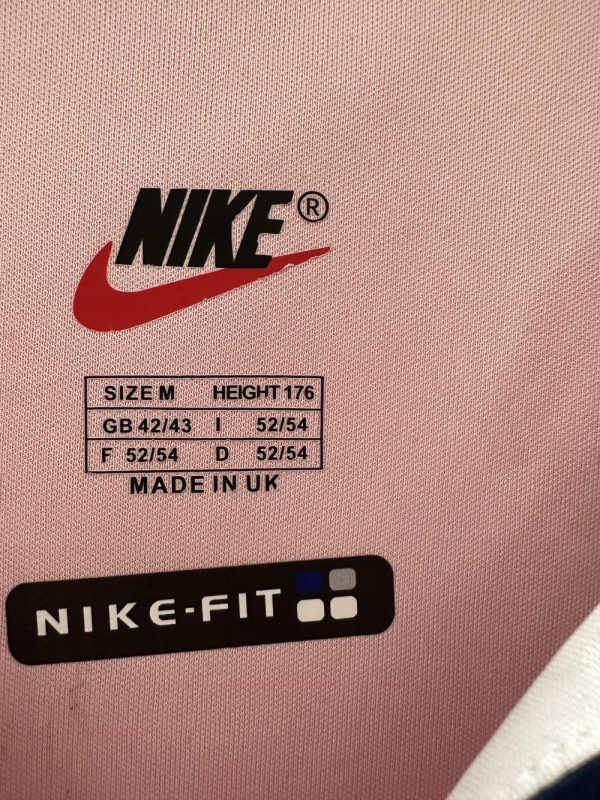 NIKE®
SIZE M HEIGHT 176
GB 42/43 I 52/54
F 52/54 D 52/54
MADE IN UK
NIKE-FIT